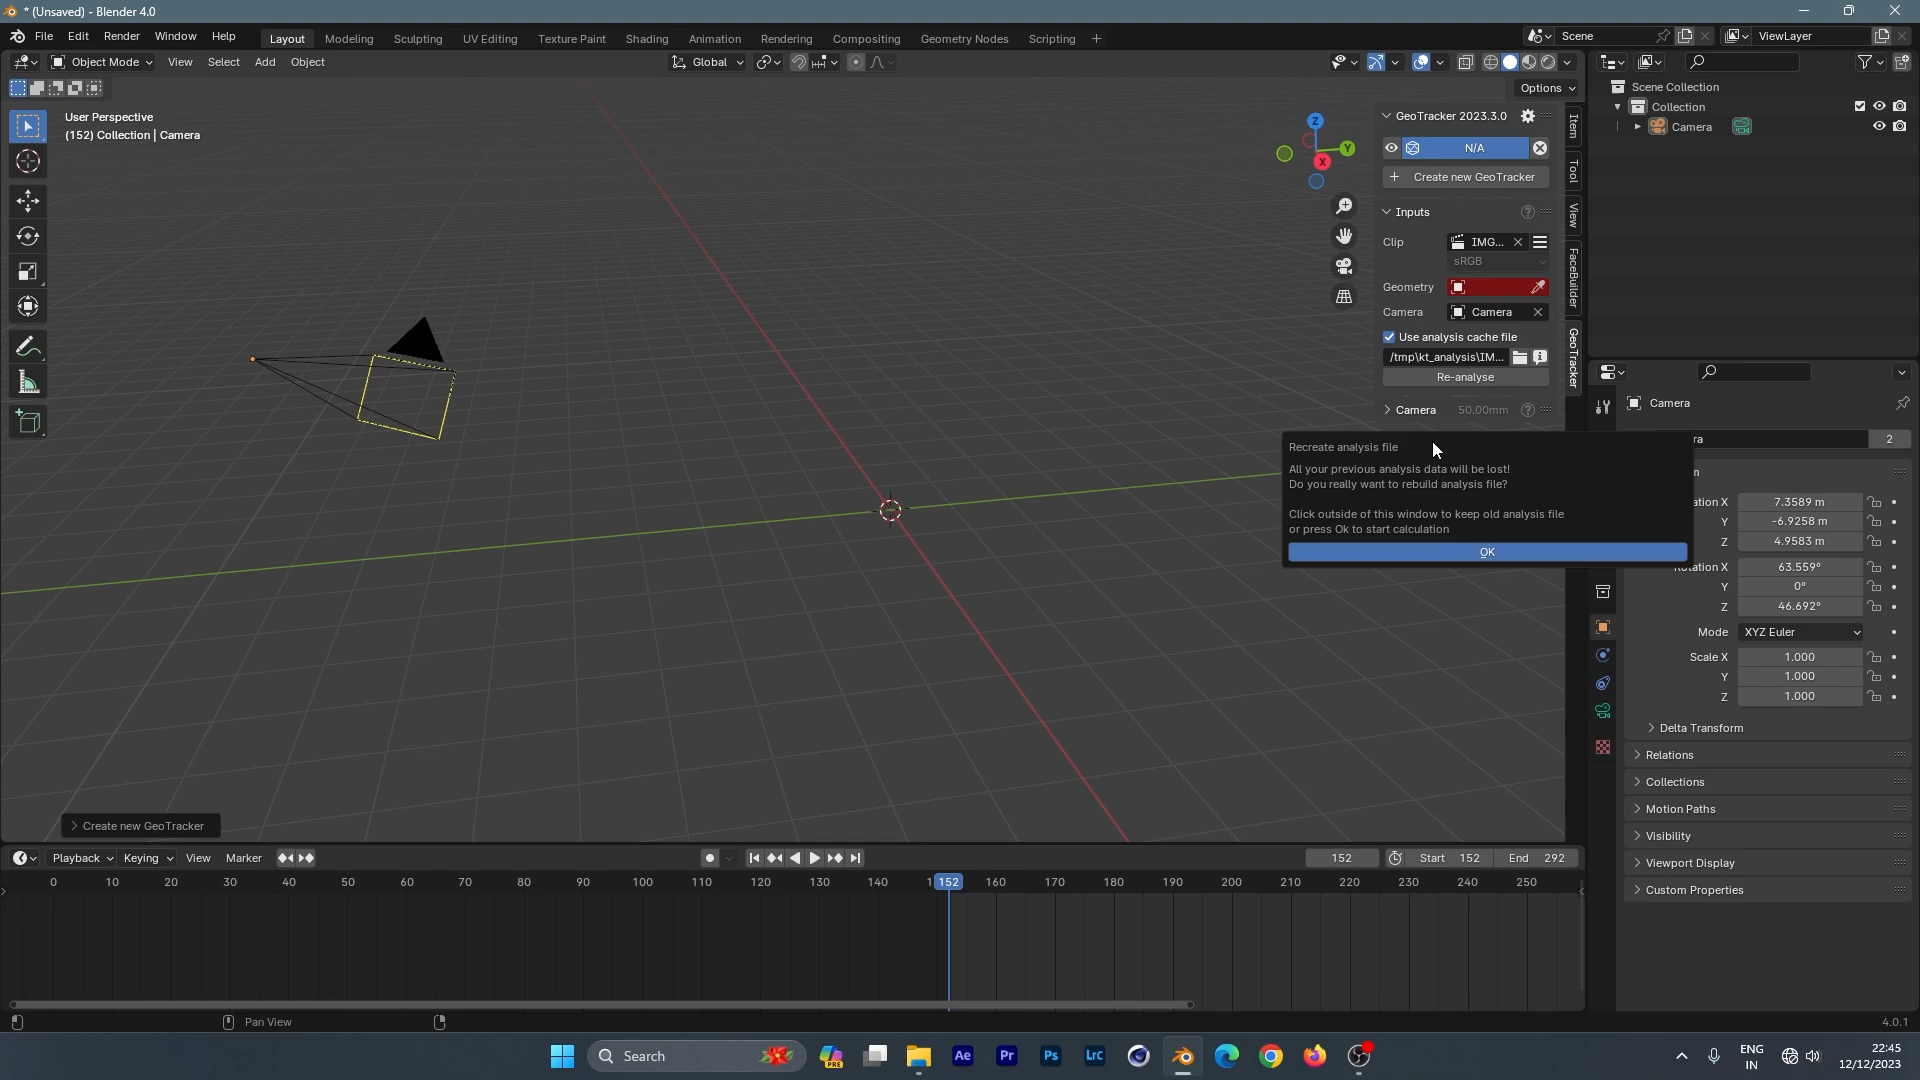 * (Unsaved) - Blender 4.0
File Edit Render Window Help
Layout Modeling Sculpting UV Editing Texture Paint Shading Animation Rendering Compositing Geometry Nodes Scripting +
Scene
ViewLayer
Object Mode View Select Add Object
Global
Options
User Perspective
(152) Collection | Camera
Z
Y
X
GeoTracker 2023.3.0
N/A
+ Create new GeoTracker
Inputs
Clip IMG...
sRGB
Geometry
Camera Camera
Use analysis cache file
/tmp\kt_analysis\IM...
Re-analyse
Camera 50.00mm
Item
Tool
View
FaceBuilder
GeoTracker
Recreate analysis file
All your previous analysis data will be lost!
Do you really want to rebuild analysis file?
Click outside of this window to keep old analysis file
or press Ok to start calculation
OK
Scene Collection
Collection
Camera
Camera
ra 2
m
ation X 7.3589 m
Y -6.9258 m
Z 4.9583 m
Rotation X 63.559°
Y 0°
Z 46.692°
Mode XYZ Euler
Scale X 1.000
Y 1.000
Z 1.000
Delta Transform
Relations
Collections
Motion Paths
Visibility
Viewport Display
Custom Properties
Create new GeoTracker
Playback Keying View Marker
152 Start 152 End 292
0 10 20 30 40 50 60 70 80 90 100 110 120 130 140 1 152 160 170 180 190 200 210 220 230 240 250
Pan View
4.0.1
Search
PRE
Ae
Pr
Ps
LrC
ENG
IN
22:45
12/12/2023